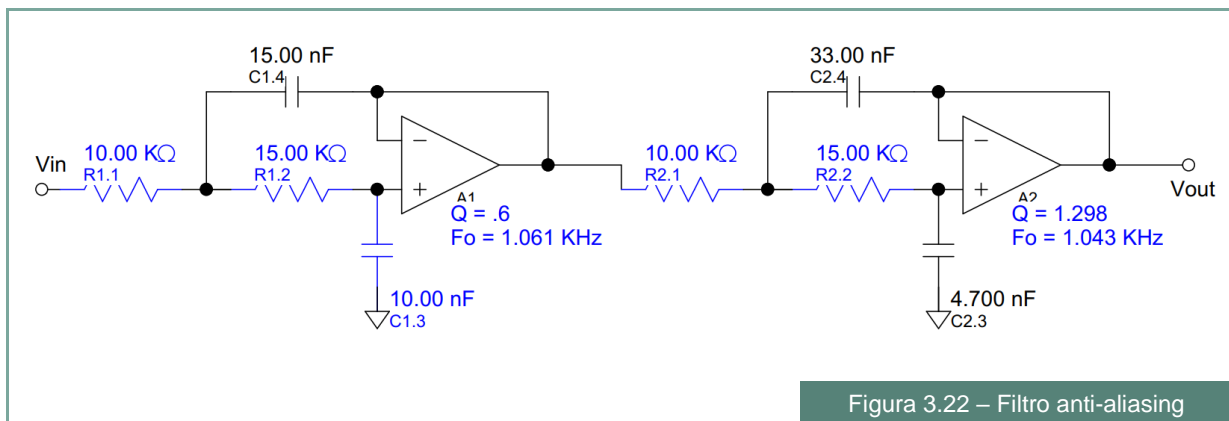 15.00 nF
C1.4
33.00 nF
C2.4
Vin
10.00 KΩ
R1.1
15.00 KΩ
R1.2
−
+
A1
Q = .6
Fo = 1.061 KHz
10.00 nF
C1.3
10.00 KΩ
R2.1
15.00 KΩ
R2.2
−
+
A2
Q = 1.298
Fo = 1.043 KHz
Vout
4.700 nF
C2.3
Figura 3.22 – Filtro anti-aliasing